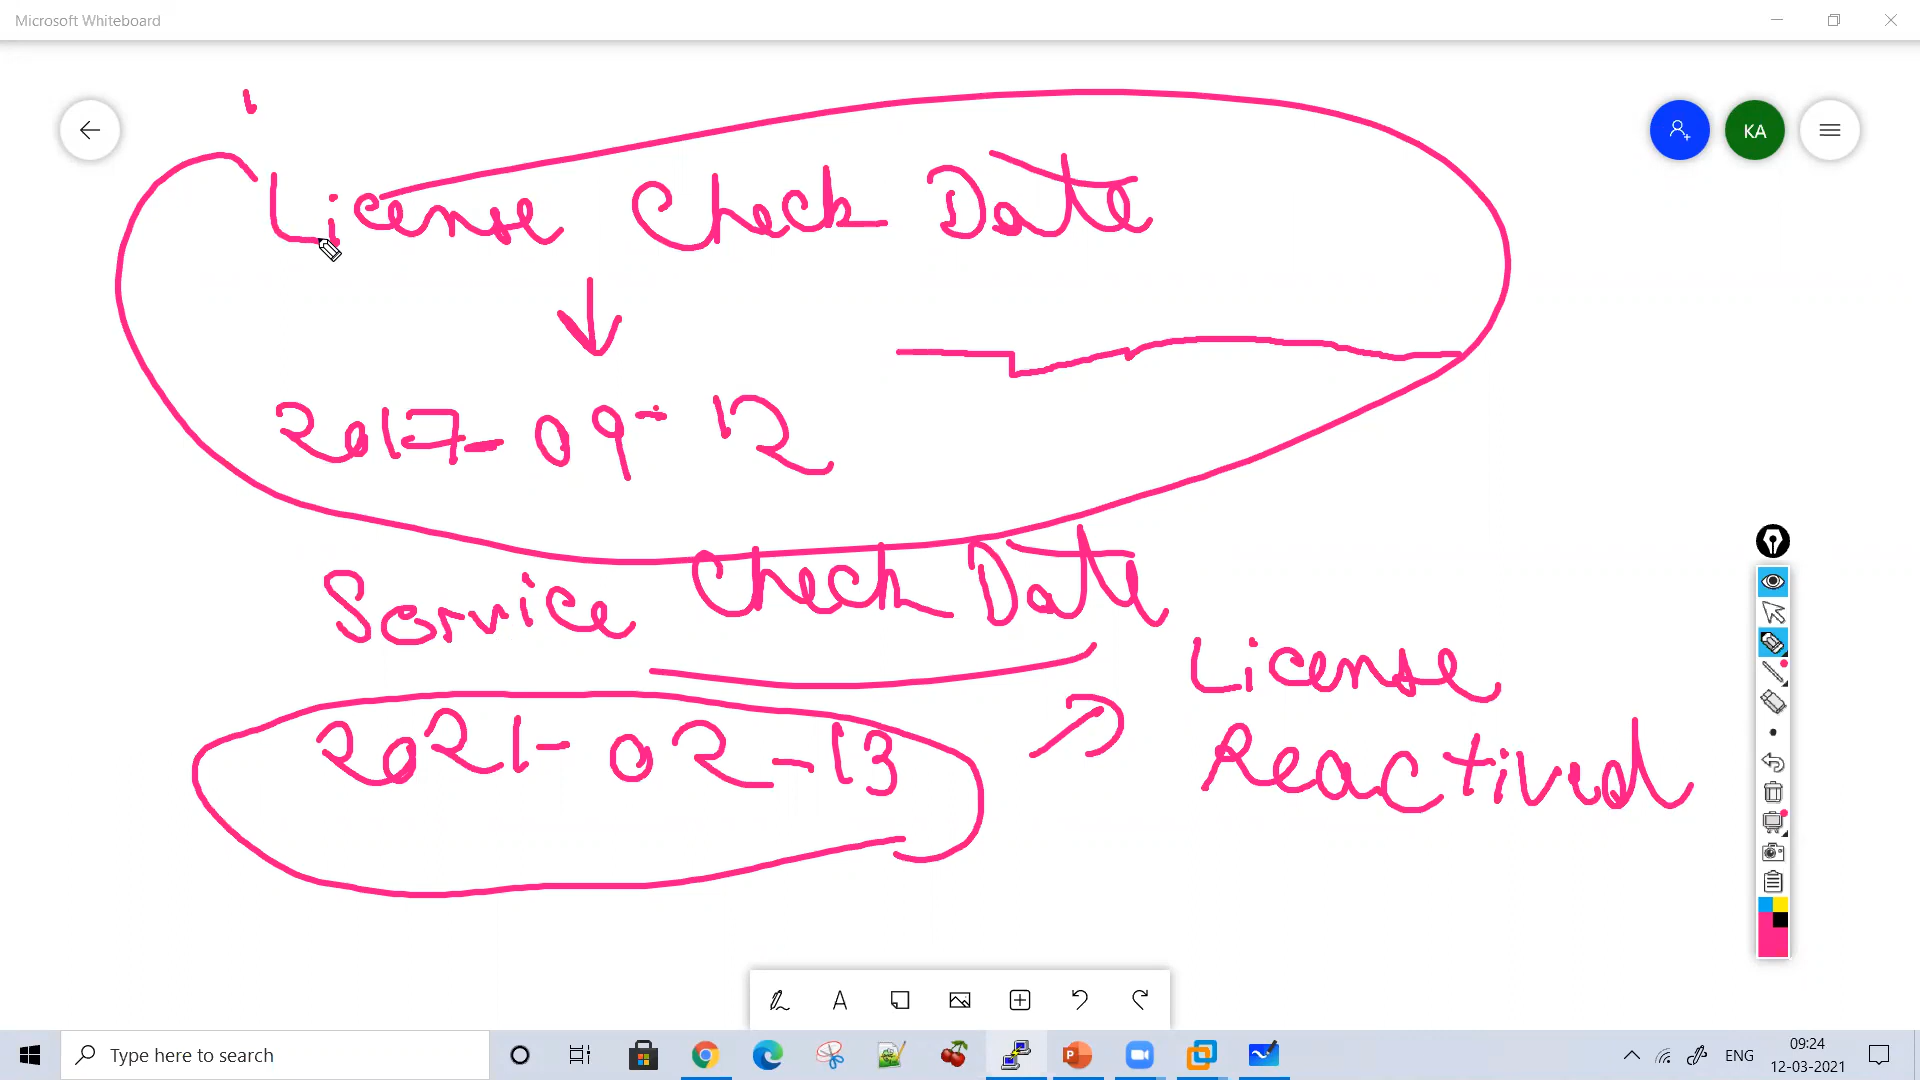 Microsoft Whiteboard
KA
License Check Date
2017-09-12
Service Check Date
License
2021-02-13
Reactived
Type here to search
ENG
09:24
12-03-2021